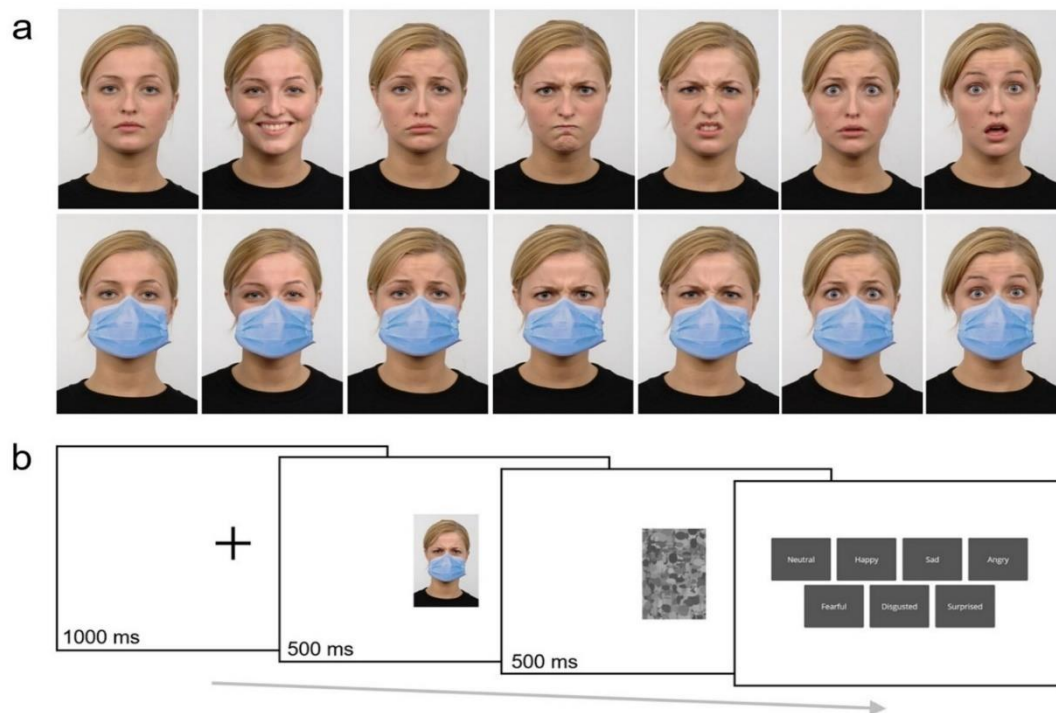 a
b
1000 ms
500 ms
500 ms
Neutral Happy Sad Angry
Fearful Disgusted Surprised